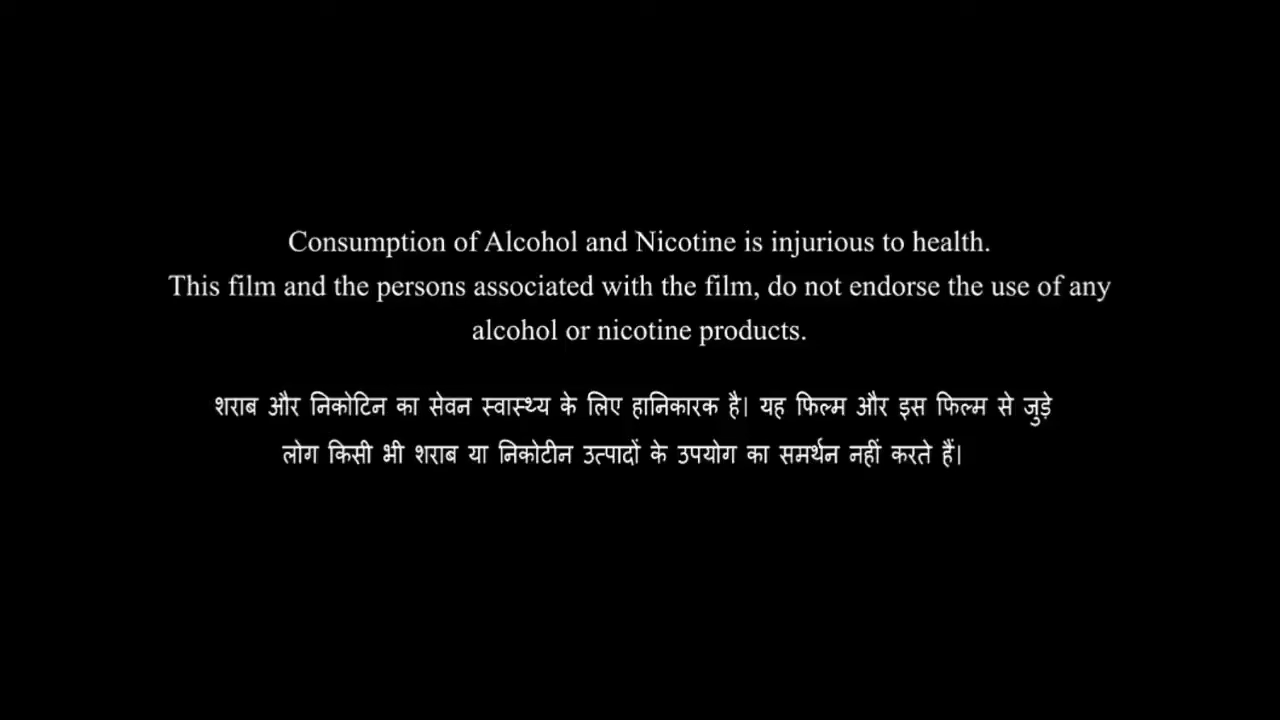 Consumption of Alcohol and Nicotine is injurious to health.
This film and the persons associated with the film, do not endorse the use of any
alcohol or nicotine products.
शराब और निकोटिन का सेवन स्वास्थ्य के लिए हानिकारक है। यह फिल्म और इस फिल्म से जुड़े
लोग किसी भी शराब या निकोटीन उत्पादों के उपयोग का समर्थन नहीं करते हैं।